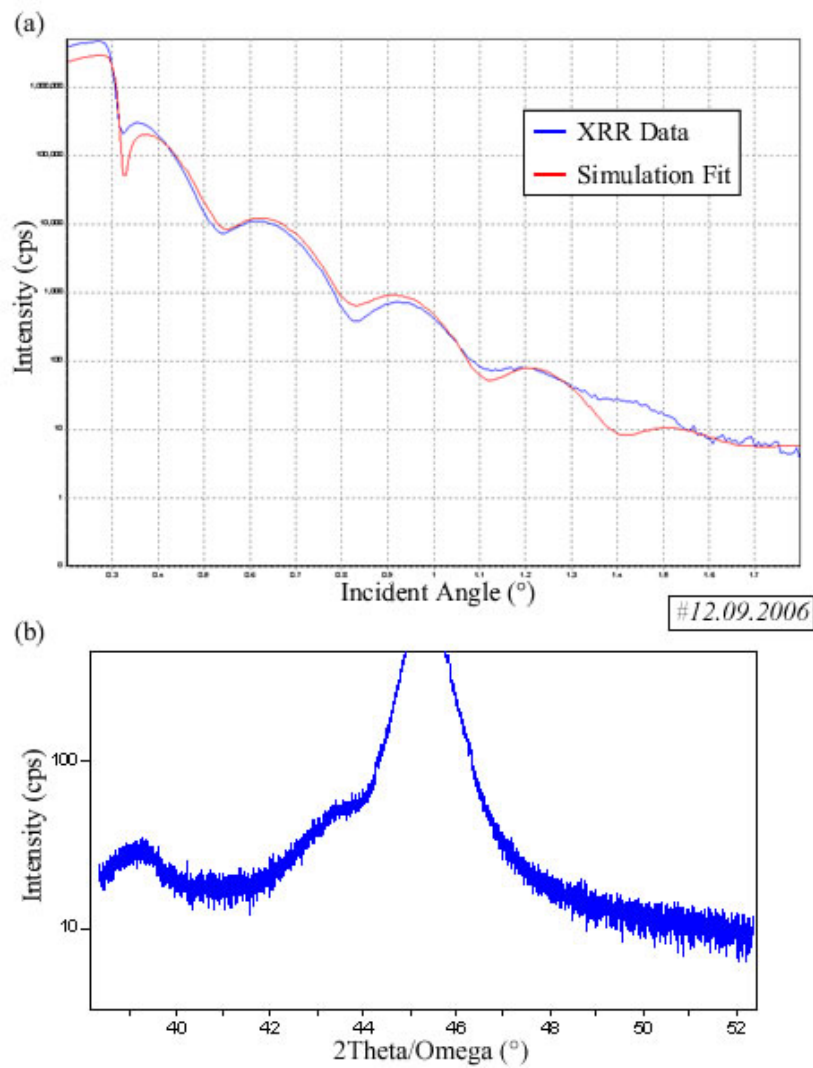 (a)
1,000,000
100,000
10,000
1,000
100
10
1
0
Intensity (cps)
XRR Data
Simulation Fit
0.3 0.4 0.5 0.6 0.7 0.8 0.9 1 1.1 1.2 1.3 1.4 1.5 1.6 1.7
Incident Angle (°)
#12.09.2006
(b)
Intensity (cps)
100
10
40 42 44 46 48 50 52
2Theta/Omega (°)